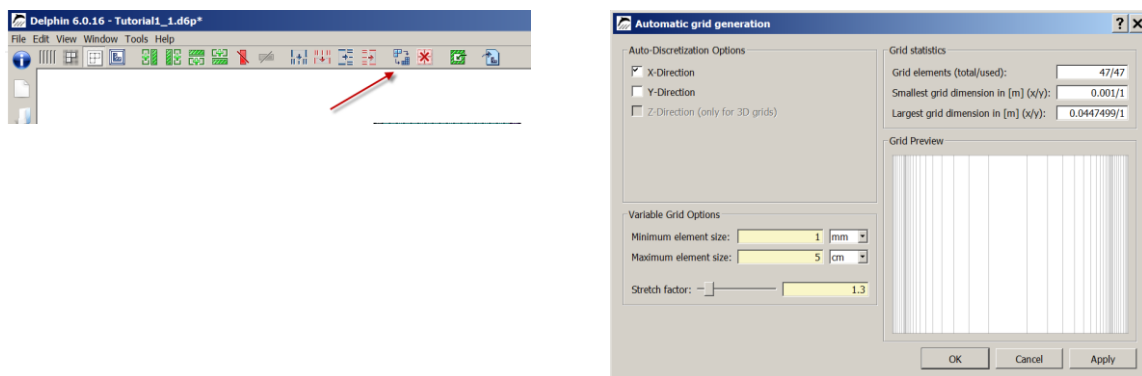 Delphin 6.0.16 - Tutorial1_1.d6p*
File Edit View Window Tools Help
Automatic grid generation
Auto-Discretization Options
X-Direction
Y-Direction
Z-Direction (only for 3D grids)
Variable Grid Options
Minimum element size: 1 mm
Maximum element size: 5 cm
Stretch factor: 1.3
Grid statistics
Grid elements (total/used): 47/47
Smallest grid dimension in [m] (x/y): 0.001/1
Largest grid dimension in [m] (x/y): 0.0447499/1
Grid Preview
OK Cancel Apply